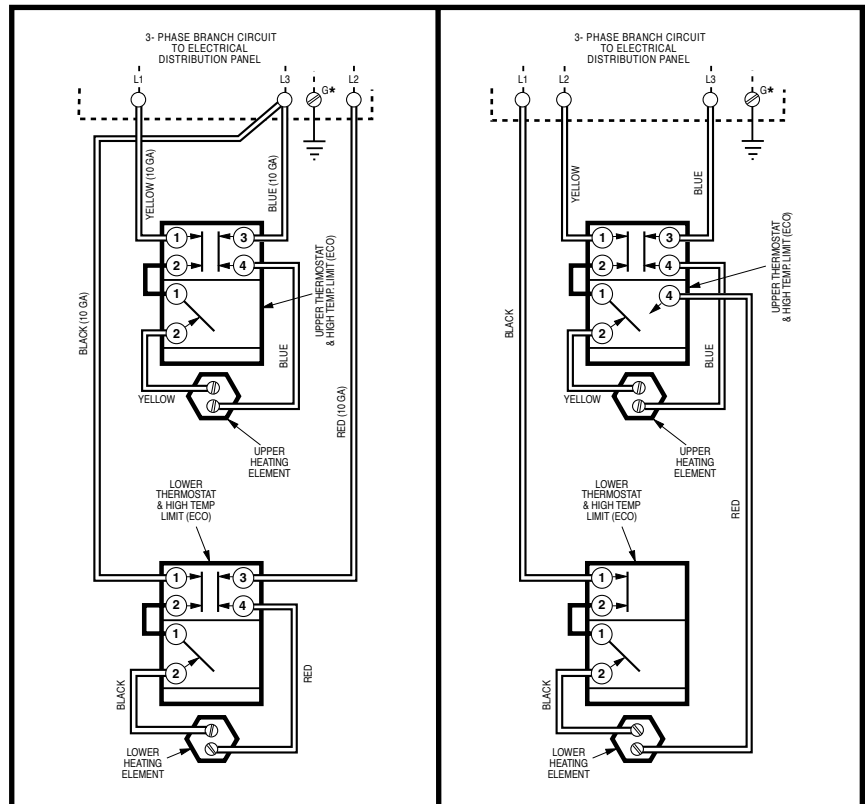 3- PHASE BRANCH CIRCUIT
TO ELECTRICAL
DISTRIBUTION PANEL
L1
L3
G*
L2
YELLOW (10 GA)
BLUE (10 GA)
BLACK (10 GA)
1
3
2
4
1
2
UPPER THERMOSTAT
& HIGH TEMP. LIMIT (ECO)
BLUE
RED (10 GA)
YELLOW
UPPER
HEATING
ELEMENT
LOWER
THERMOSTAT
& HIGH TEMP
LIMIT (ECO)
1
3
2
4
1
2
BLACK
RED
LOWER
HEATING
ELEMENT
3- PHASE BRANCH CIRCUIT
TO ELECTRICAL
DISTRIBUTION PANEL
L1
L2
L3
G*
YELLOW
BLUE
BLACK
1
3
2
4
1
4
2
UPPER THERMOSTAT
& HIGH TEMP. LIMIT (ECO)
BLUE
YELLOW
UPPER
HEATING
ELEMENT
RED
LOWER
THERMOSTAT
& HIGH TEMP
LIMIT (ECO)
1
2
1
2
BLACK
LOWER
HEATING
ELEMENT